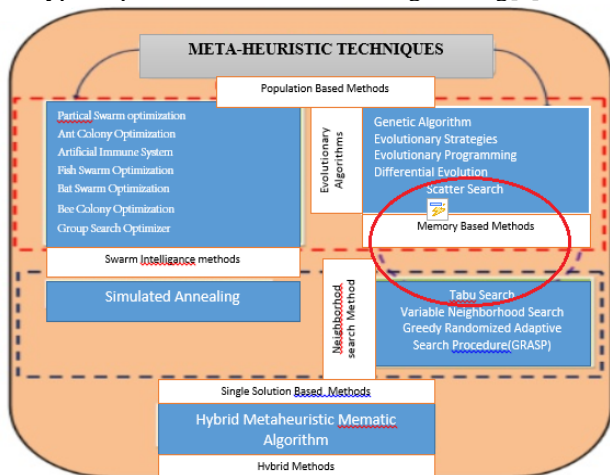 META-HEURISTIC TECHNIQUES
Population Based Methods
Partical Swarm optimization
Ant Colony Optimization
Artificial Immune System
Fish Swarm Optimization
Bat Swarm Optimization
Bee Colony Optimization
Group Search Optimizer
Swarm Intelligance methods
Evolutionary
Algorithms
Genetic Algorithm
Evolutionary Strategies
Evolutionary Programming
Differential Evolution
Scatter Search
Memory Based Methods
Simulated Annealing
Neighborhod
search Method
Tabu Search
Variable Neighborhood Search
Greedy Randomized Adaptive
Search Procedure(GRASP)
Single Solution Based Methods
Hybrid Metaheuristic Mematic
Algorithm
Hybrid Methods